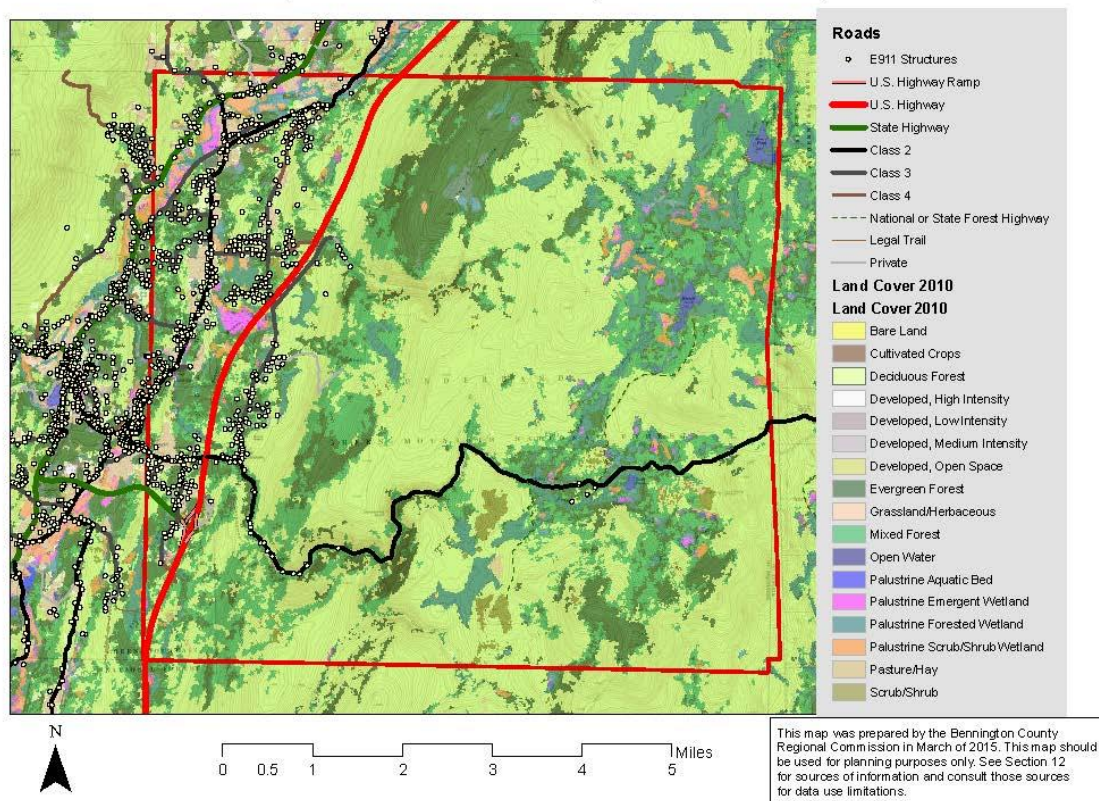 Roads
E911 Structures
U.S. Highway Ramp
U.S. Highway
State Highway
Class 2
Class 3
Class 4
National or State Forest Highway
Legal Trail
Private
Land Cover 2010
Land Cover 2010
Bare Land
Cultivated Crops
Deciduous Forest
Developed, High Intensity
Developed, Low Intensity
Developed, Medium Intensity
Developed, Open Space
Evergreen Forest
Grassland/Herbaceous
Mixed Forest
Open Water
Palustrine Aquatic Bed
Palustrine Emergent Wetland
Palustrine Forested Wetland
Palustrine Scrub/Shrub Wetland
Pasture/Hay
Scrub/Shrub
N
Miles
0 0.5 1 2 3 4 5
This map was prepared by the Bennington County
Regional Commission in March of 2015. This map should
be used for planning purposes only. See Section 12
for sources of information and consult those sources
for data use limitations.